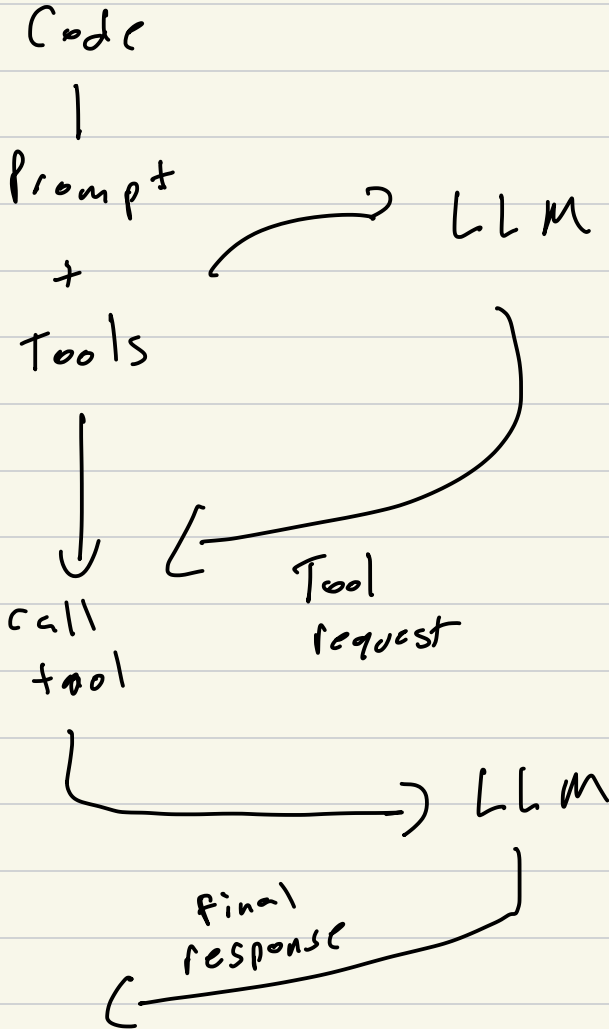 Code
Prompt
LLM
+
Tools
Tool
request
call
tool
LLM
final
response